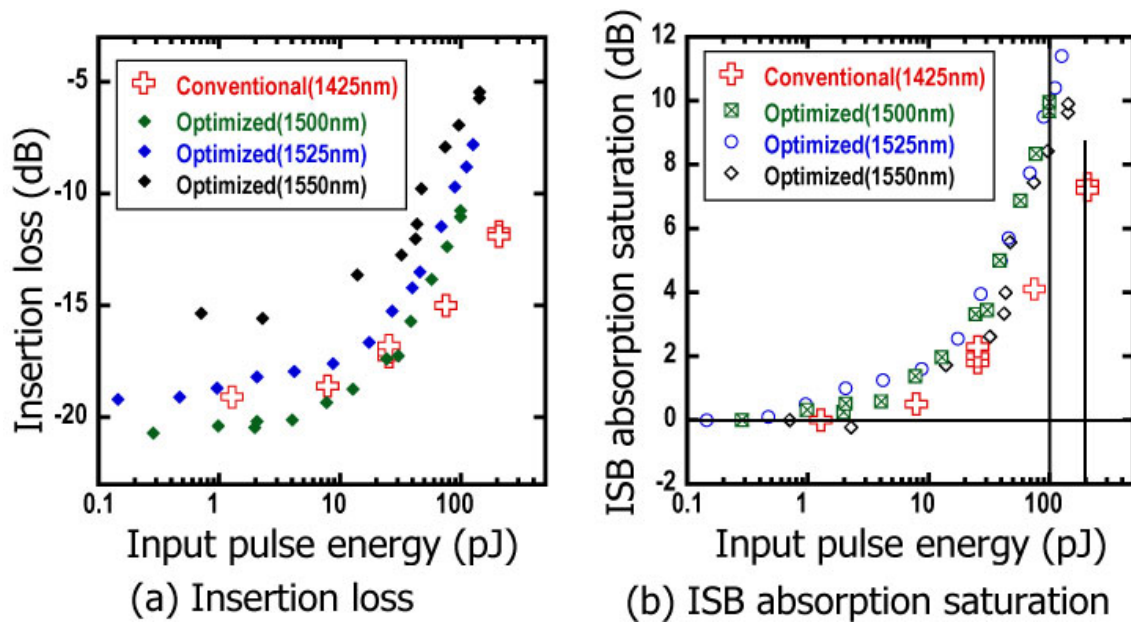 Insertion loss (dB)
-5
-10
-15
-20
Conventional(1425nm)
Optimized(1500nm)
Optimized(1525nm)
Optimized(1550nm)
0.1
1
10
100
Input pulse energy (pJ)
(a) Insertion loss
ISB absorption saturation (dB)
12
10
8
6
4
2
0
-2
Conventional(1425nm)
Optimized(1500nm)
Optimized(1525nm)
Optimized(1550nm)
0.1
1
10
100
Input pulse energy (pJ)
(b) ISB absorption saturation